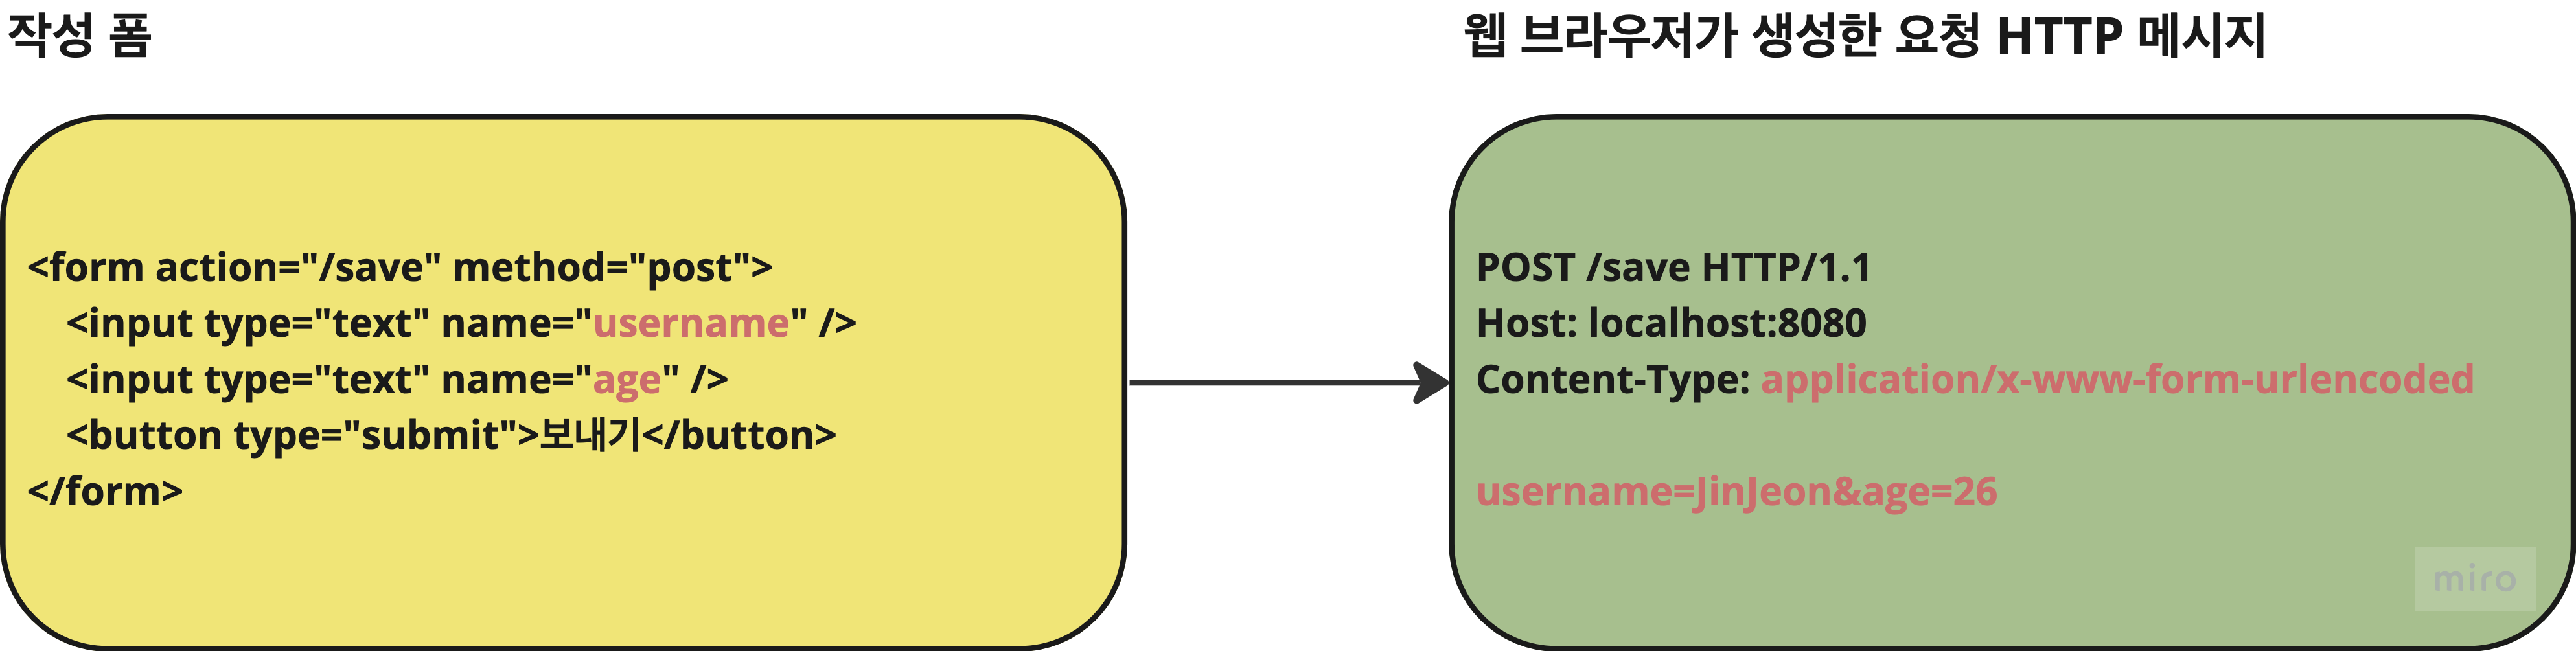 작성 폼
<form action="/save" method="post">
<input type="text" name="username" />
<input type="text" name="age" />
<button type="submit">보내기</button>
</form>
웹 브라우저가 생성한 요청 HTTP 메시지
POST /save HTTP/1.1
Host: localhost:8080
Content-Type: application/x-www-form-urlencoded
username=JinJeon&age=26
miro